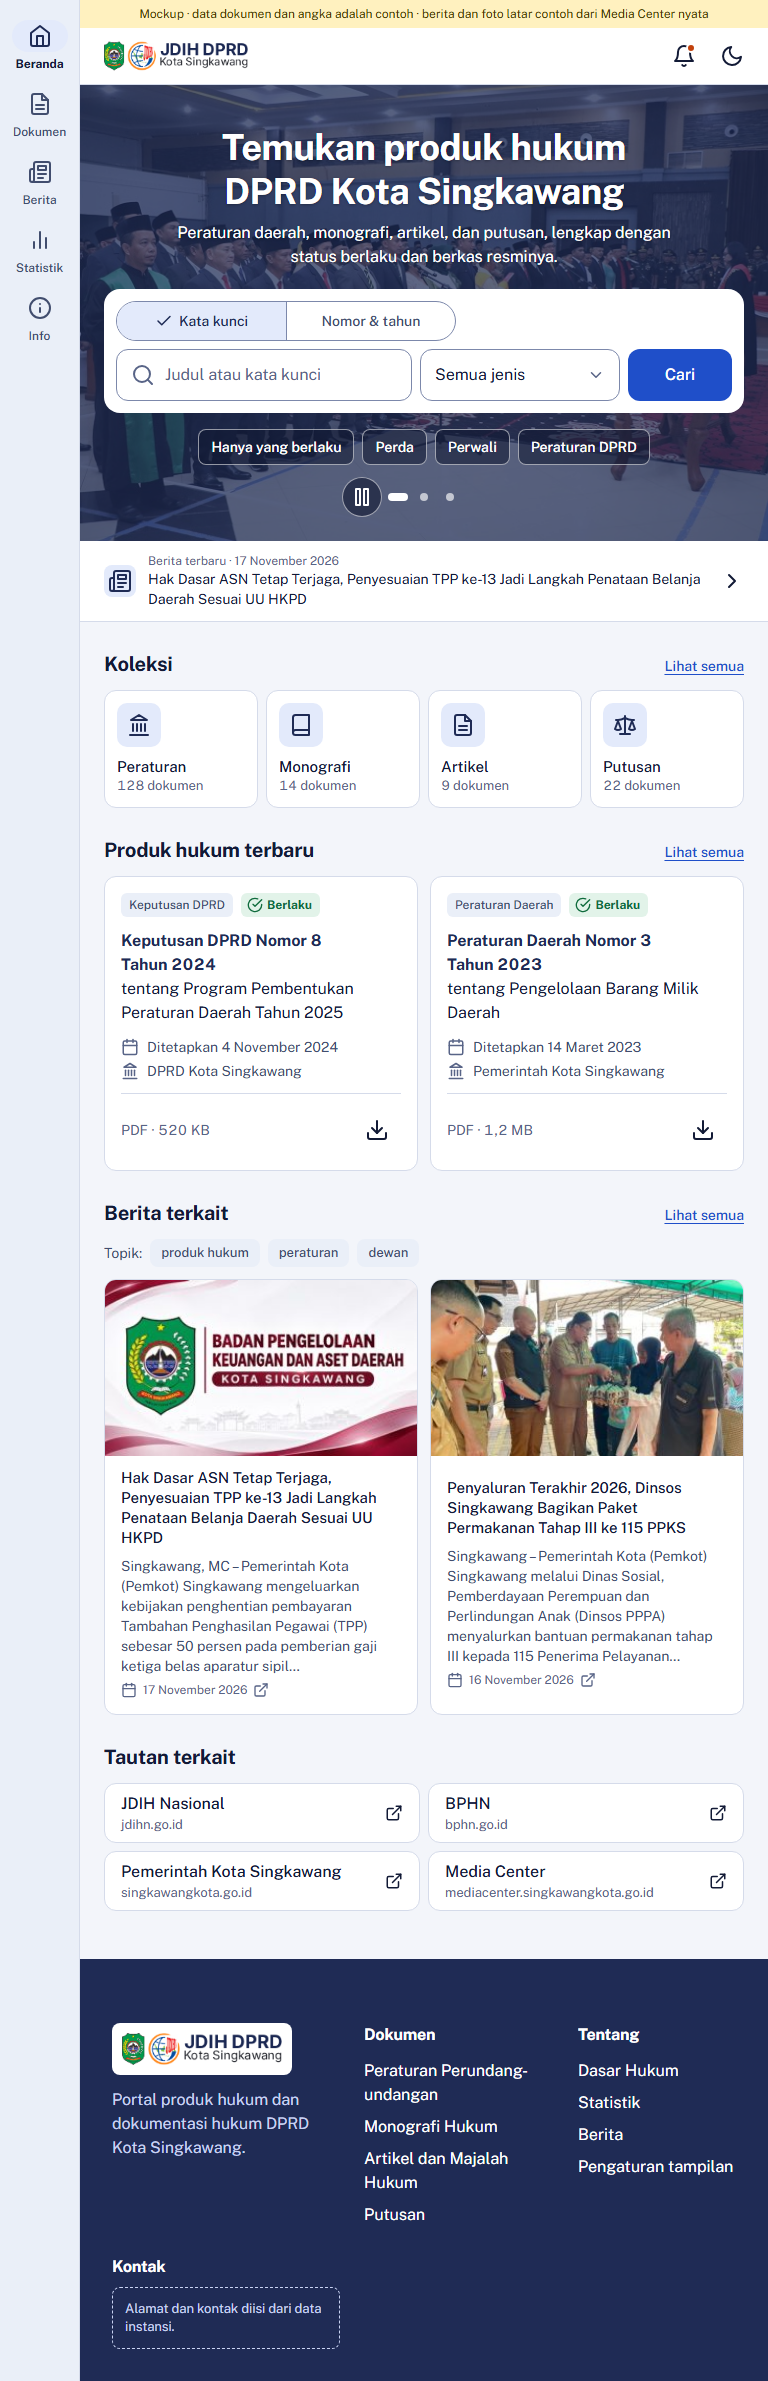 Mockup · data dokumen dan angka adalah contoh · berita dan foto latar contoh dari Media Center nyata
Beranda
Dokumen
Berita
Statistik
Info
JDIH DPRD
Kota Singkawang
Temukan produk hukum
DPRD Kota Singkawang
Peraturan daerah, monografi, artikel, dan putusan, lengkap dengan
status berlaku dan berkas resminya.
Kata kunci
Nomor & tahun
Judul atau kata kunci
Semua jenis
Cari
Hanya yang berlaku
Perda
Perwali
Peraturan DPRD
Berita terbaru · 17 November 2026
Hak Dasar ASN Tetap Terjaga, Penyesuaian TPP ke-13 Jadi Langkah Penataan Belanja
Daerah Sesuai UU HKPD
Koleksi
Lihat semua
Peraturan
128 dokumen
Monografi
14 dokumen
Artikel
9 dokumen
Putusan
22 dokumen
Produk hukum terbaru
Lihat semua
Keputusan DPRD
Berlaku
Keputusan DPRD Nomor 8
Tahun 2024
tentang Program Pembentukan
Peraturan Daerah Tahun 2025
Ditetapkan 4 November 2024
DPRD Kota Singkawang
PDF · 520 KB
Peraturan Daerah
Berlaku
Peraturan Daerah Nomor 3
Tahun 2023
tentang Pengelolaan Barang Milik
Daerah
Ditetapkan 14 Maret 2023
Pemerintah Kota Singkawang
PDF · 1,2 MB
Berita terkait
Lihat semua
Topik:
produk hukum
peraturan
dewan
BADAN PENGELOLAAN
KEUANGAN DAN ASET DAERAH
KOTA SINGKAWANG
Hak Dasar ASN Tetap Terjaga,
Penyesuaian TPP ke-13 Jadi Langkah
Penataan Belanja Daerah Sesuai UU
HKPD
Singkawang, MC – Pemerintah Kota
(Pemkot) Singkawang mengeluarkan
kebijakan penghentian pembayaran
Tambahan Penghasilan Pegawai (TPP)
sebesar 50 persen pada pemberian gaji
ketiga belas aparatur sipil...
17 November 2026
Penyaluran Terakhir 2026, Dinsos
Singkawang Bagikan Paket
Permakanan Tahap III ke 115 PPKS
Singkawang – Pemerintah Kota (Pemkot)
Singkawang melalui Dinas Sosial,
Pemberdayaan Perempuan dan
Perlindungan Anak (Dinsos PPPA)
menyalurkan bantuan permakanan tahap
III kepada 115 Penerima Pelayanan...
16 November 2026
Tautan terkait
JDIH Nasional
jdihn.go.id
BPHN
bphn.go.id
Pemerintah Kota Singkawang
singkawangkota.go.id
Media Center
mediacenter.singkawangkota.go.id
JDIH DPRD
Kota Singkawang
Portal produk hukum dan
dokumentasi hukum DPRD
Kota Singkawang.
Dokumen
Peraturan Perundang-
undangan
Monografi Hukum
Artikel dan Majalah
Hukum
Putusan
Tentang
Dasar Hukum
Statistik
Berita
Pengaturan tampilan
Kontak
Alamat dan kontak diisi dari data
instansi.